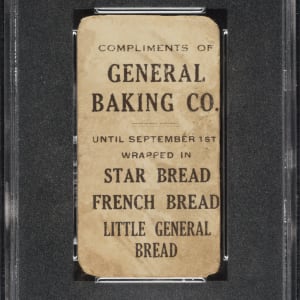 COMPLIMENTS OF
GENERAL
BAKING CO.
UNTIL SEPTEMBER 1ST
WRAPPED IN
STAR BREAD
FRENCH BREAD
LITTLE GENERAL
BREAD